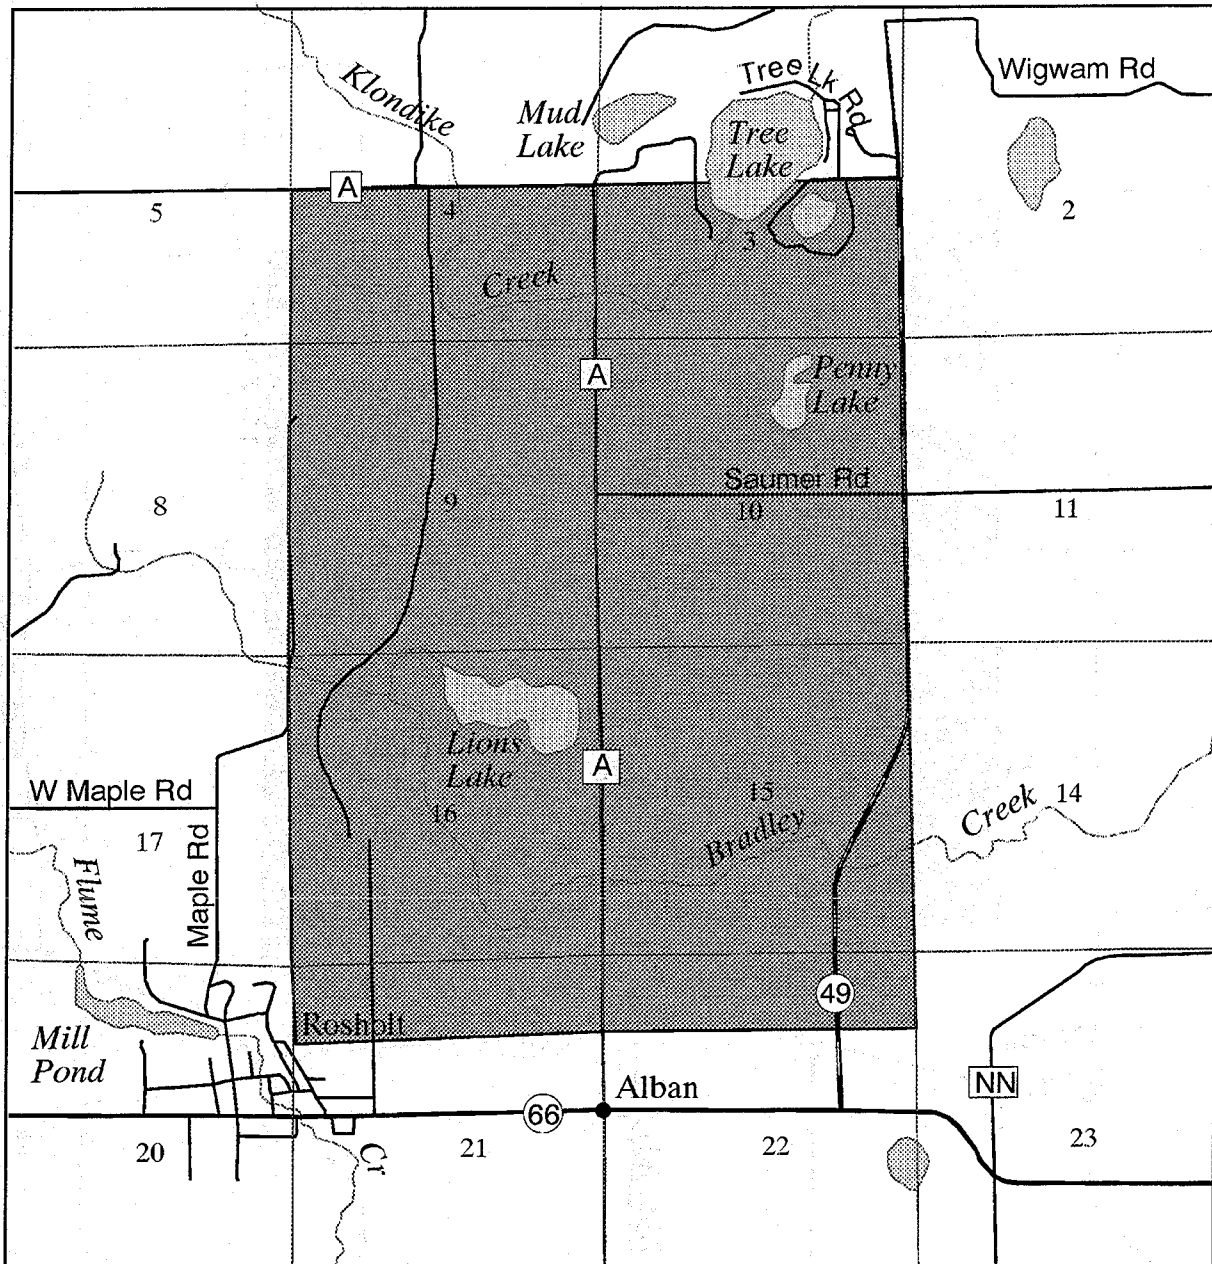 Klondike
Mud
Lake
Tree Lk Rd
Tree
Lake
Wigwam Rd
A
5
4
3
2
Creek
A
Penny
Lake
Saumer Rd
8
9
10
11
Lions
Lake
A
W Maple Rd
16
15
14
Creek
Bradley
17
Maple Rd
Flume
49
Rosholt
Mill
Pond
NN
Alban
66
20
21
22
23
Cr